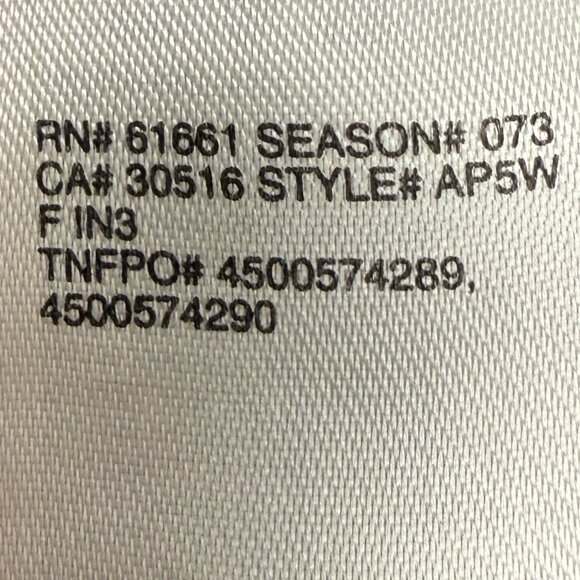 RN# 61661 SEASON# 073
CA# 30516 STYLE# AP5W
F IN3
TNFPO# 4500574289,
4500574290